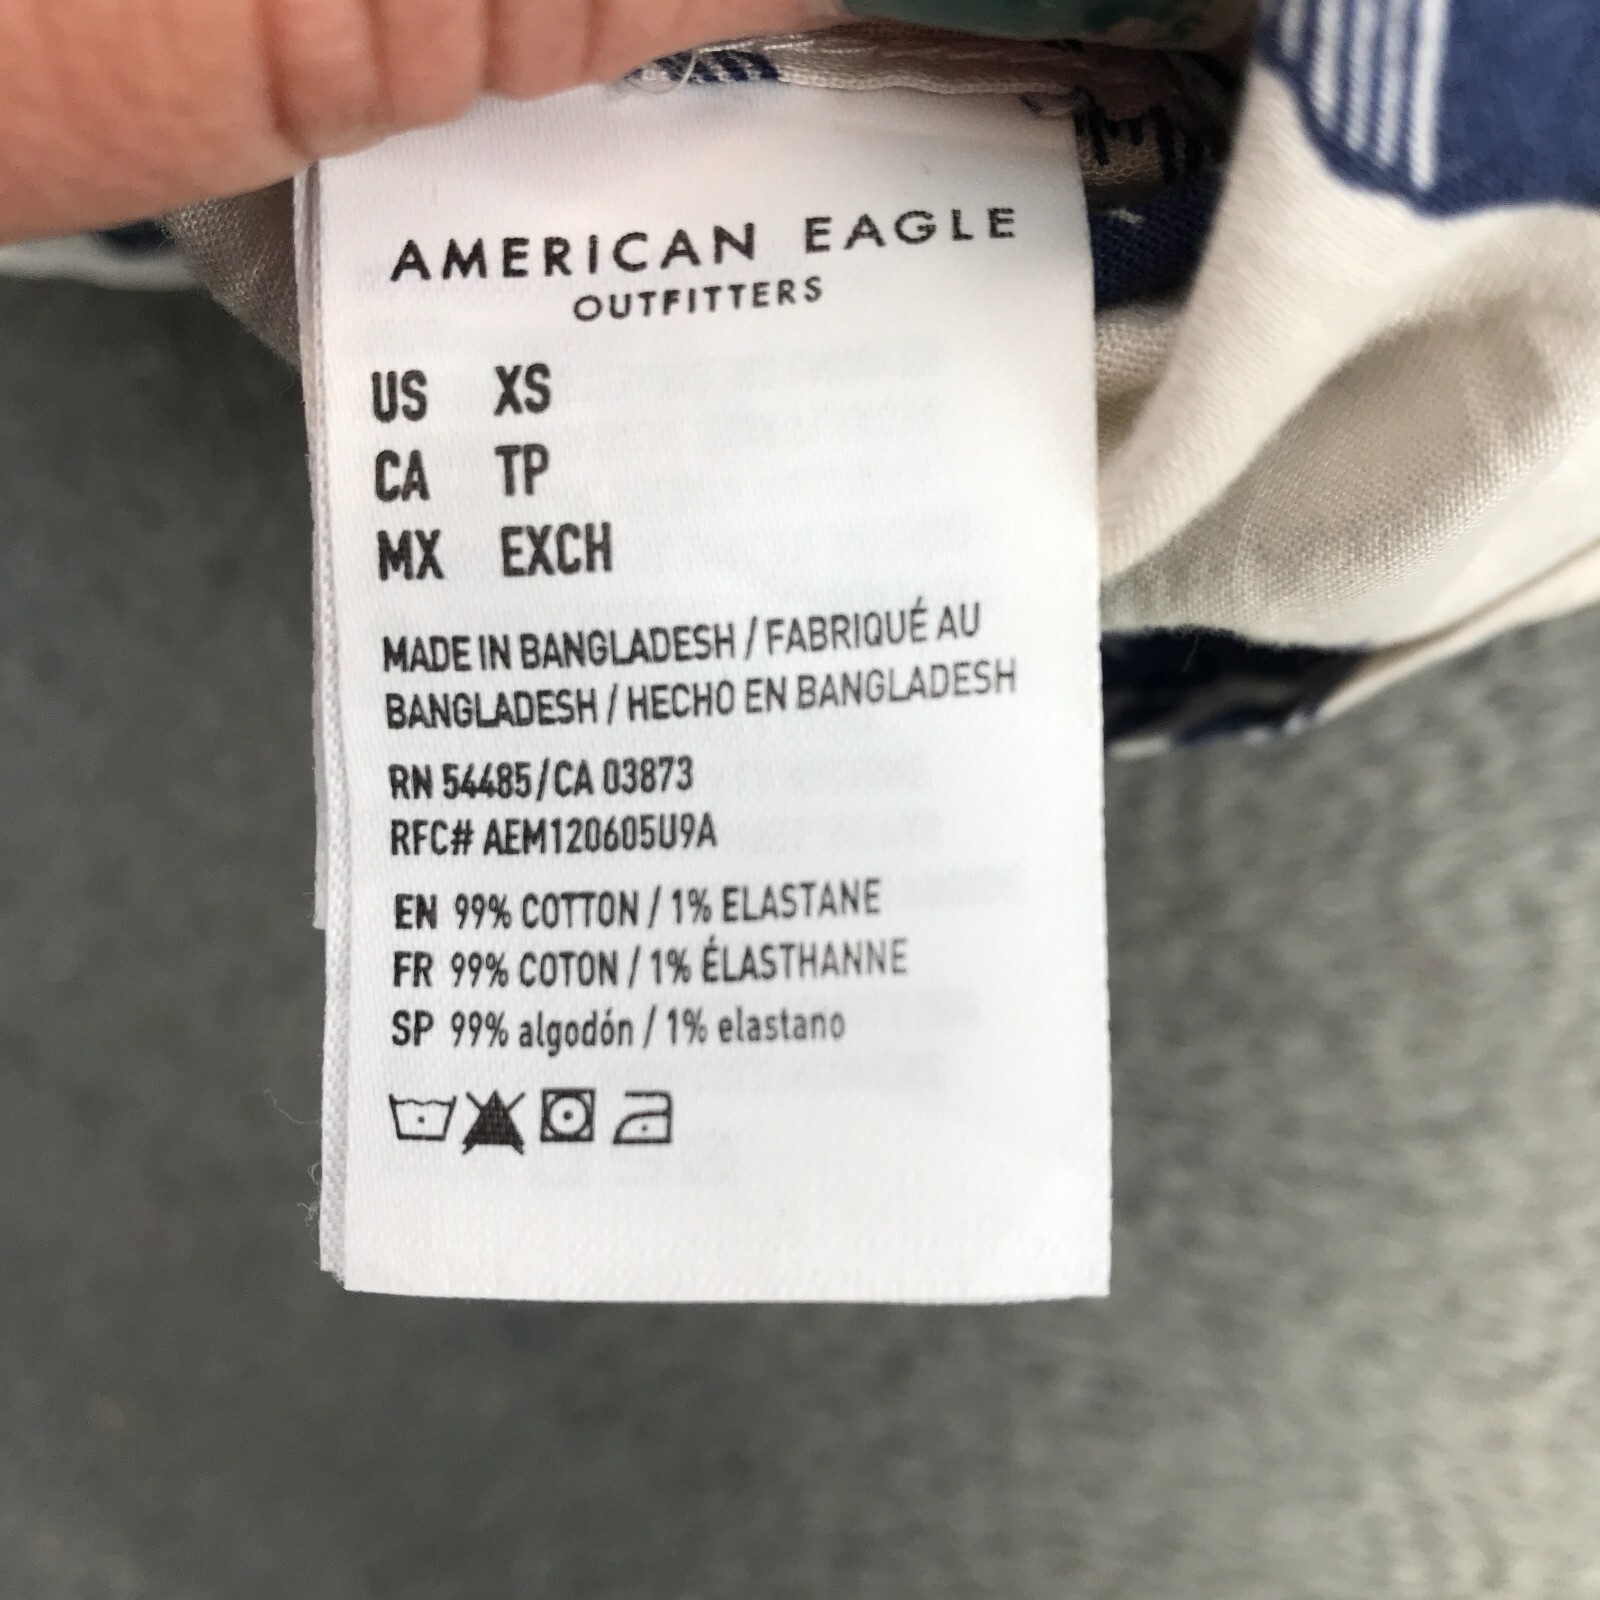 AMERICAN EAGLE
OUTFITTERS
US XS
CA TP
MX EXCH
MADE IN BANGLADESH / FABRIQUÉ AU
BANGLADESH / HECHO EN BANGLADESH
RN 54485/CA 03873
RFC# AEM120605U9A
EN 99% COTTON / 1% ELASTANE
FR 99% COTON / 1% ÉLASTHANNE
SP 99% algodón / 1% elastano